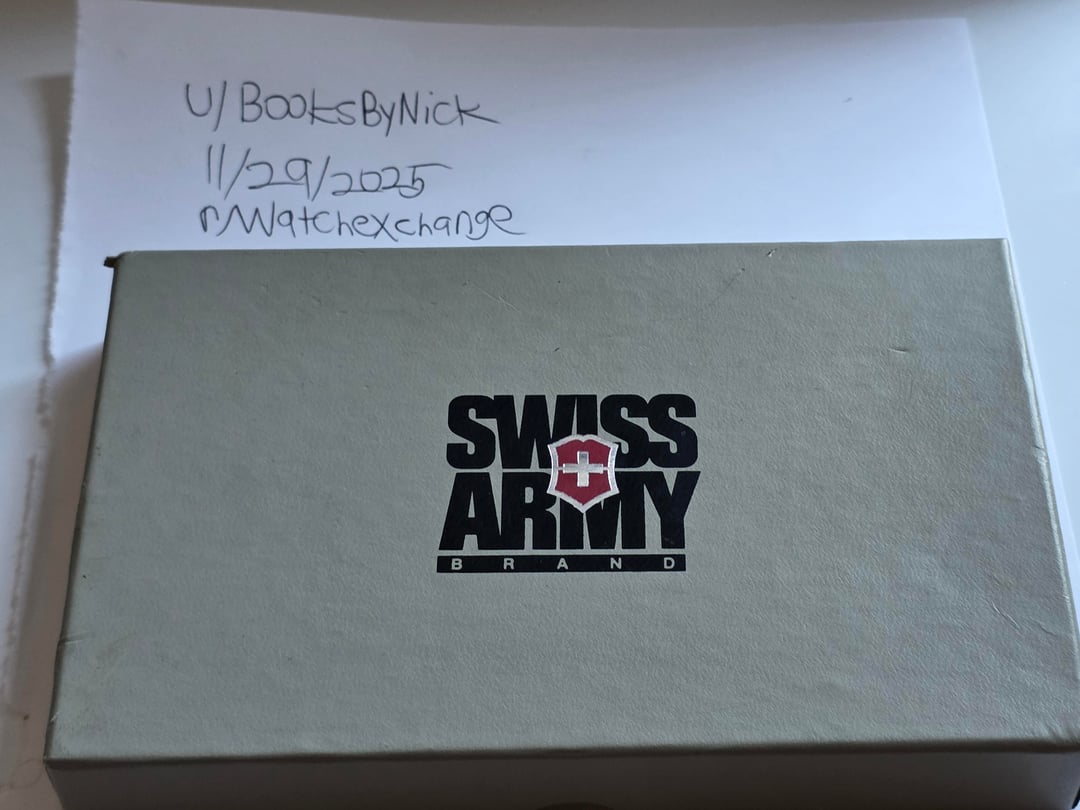 u/BooksByNick
11/29/2025
r/Watchexchange
SWISS
ARMY
BRAND